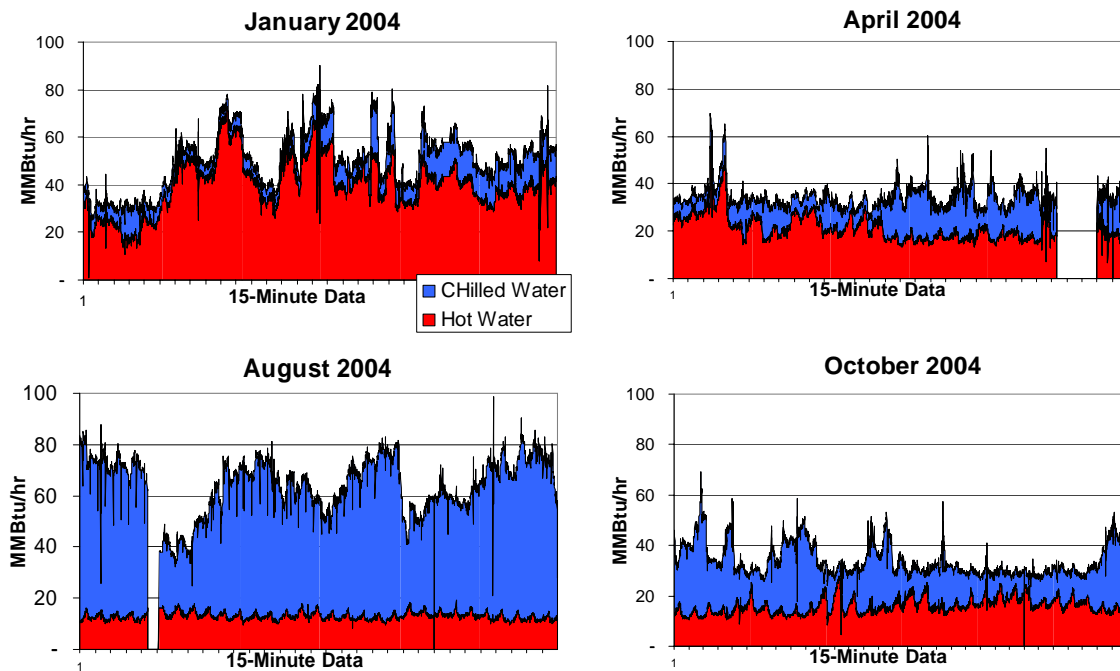 January 2004
MMBtu/hr
100
80
60
40
20
-
1
15-Minute Data
April 2004
MMBtu/hr
100
80
60
40
20
-
1
15-Minute Data
CHilled Water
Hot Water
August 2004
MMBtu/hr
100
80
60
40
20
-
1
15-Minute Data
October 2004
MMBtu/hr
100
80
60
40
20
-
1
15-Minute Data